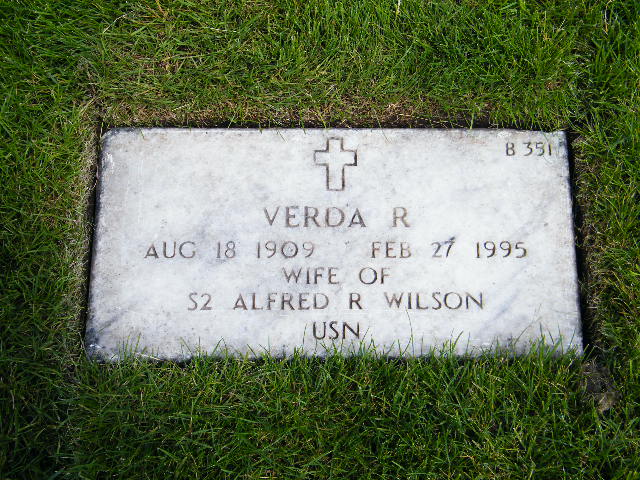 B 351
VERDA R
AUG 18 1909 FEB 27 1995
WIFE OF
S2 ALFRED R WILSON
USN